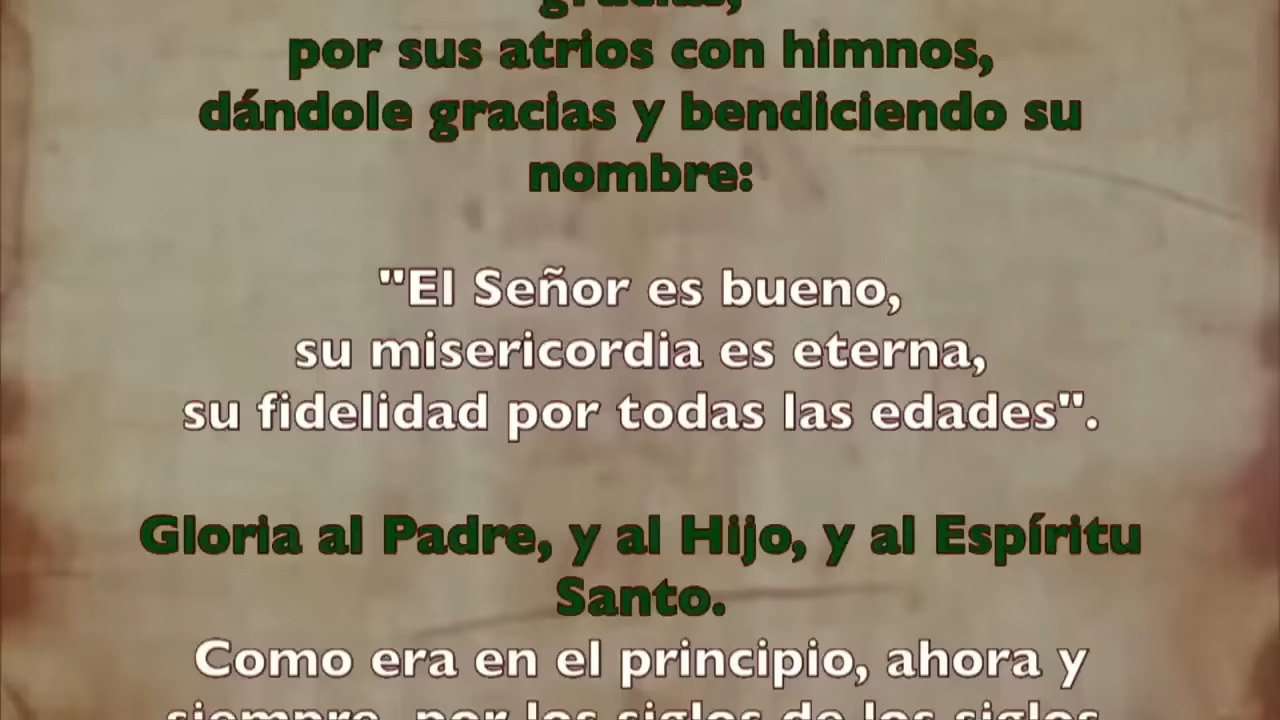 gracias,
por sus atrios con himnos,
dándole gracias y bendiciendo su
nombre:
"El Señor es bueno,
su misericordia es eterna,
su fidelidad por todas las edades".
Gloria al Padre, y al Hijo, y al Espíritu
Santo.
Como era en el principio, ahora y
siempre, por los siglos de los siglos.